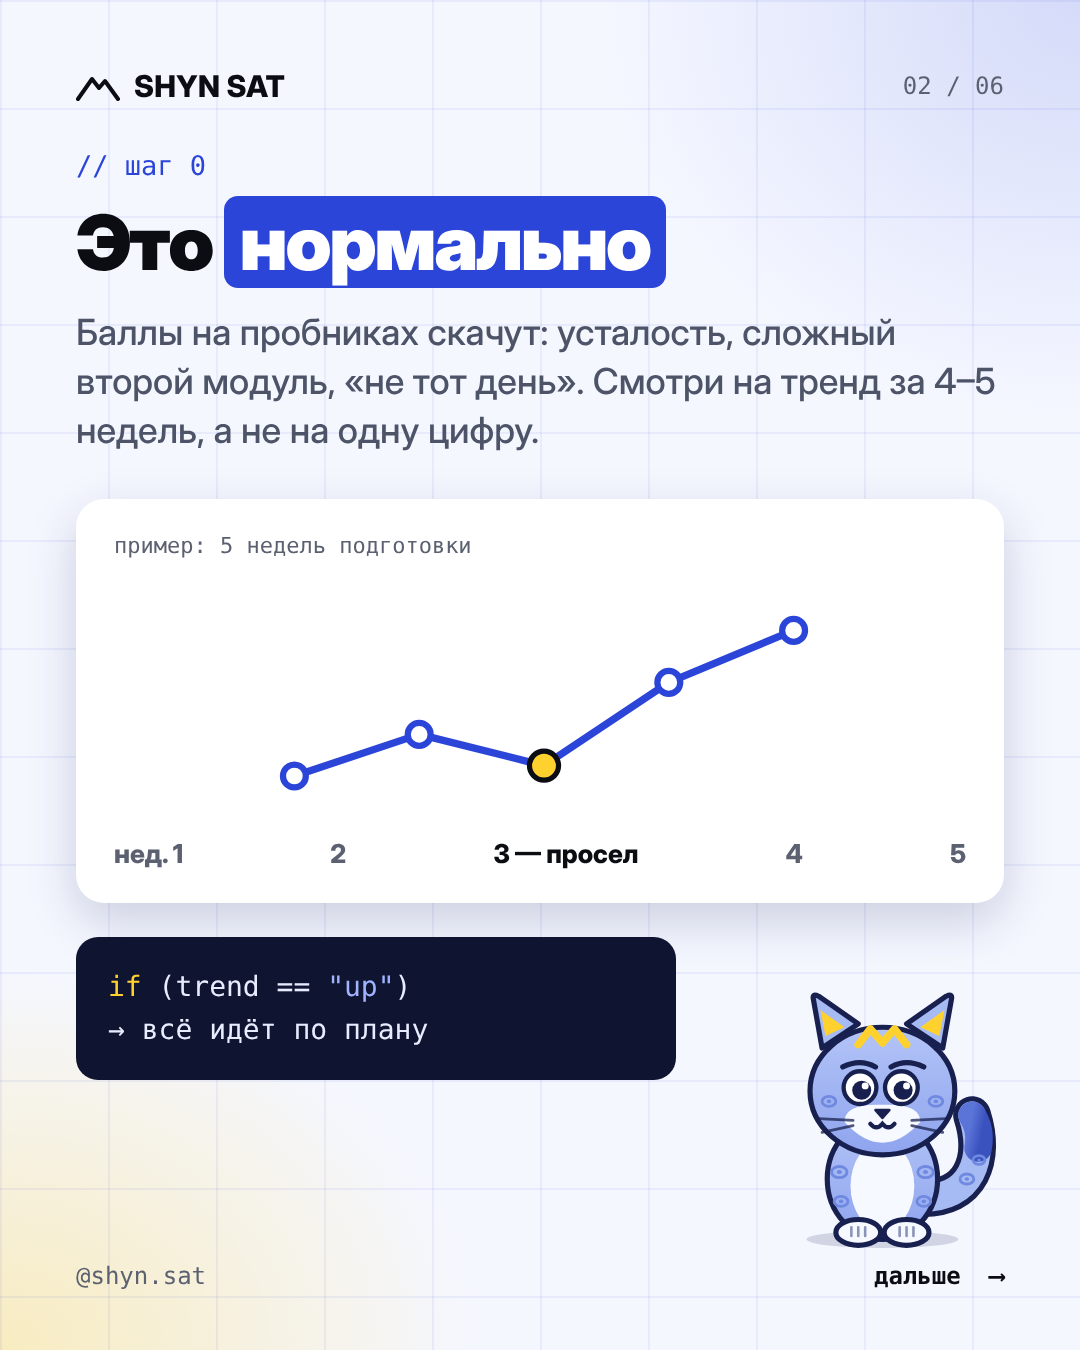 SHYN SAT
02 / 06
// шаг 0
Это нормально
Баллы на пробниках скачут: усталость, сложный
второй модуль, «не тот день». Смотри на тренд за 4–5
недель, а не на одну цифру.
пример: 5 недель подготовки
нед. 1 2 3 — просел 4 5
if (trend == "up")
→ всё идёт по плану
@shyn.sat
дальше →